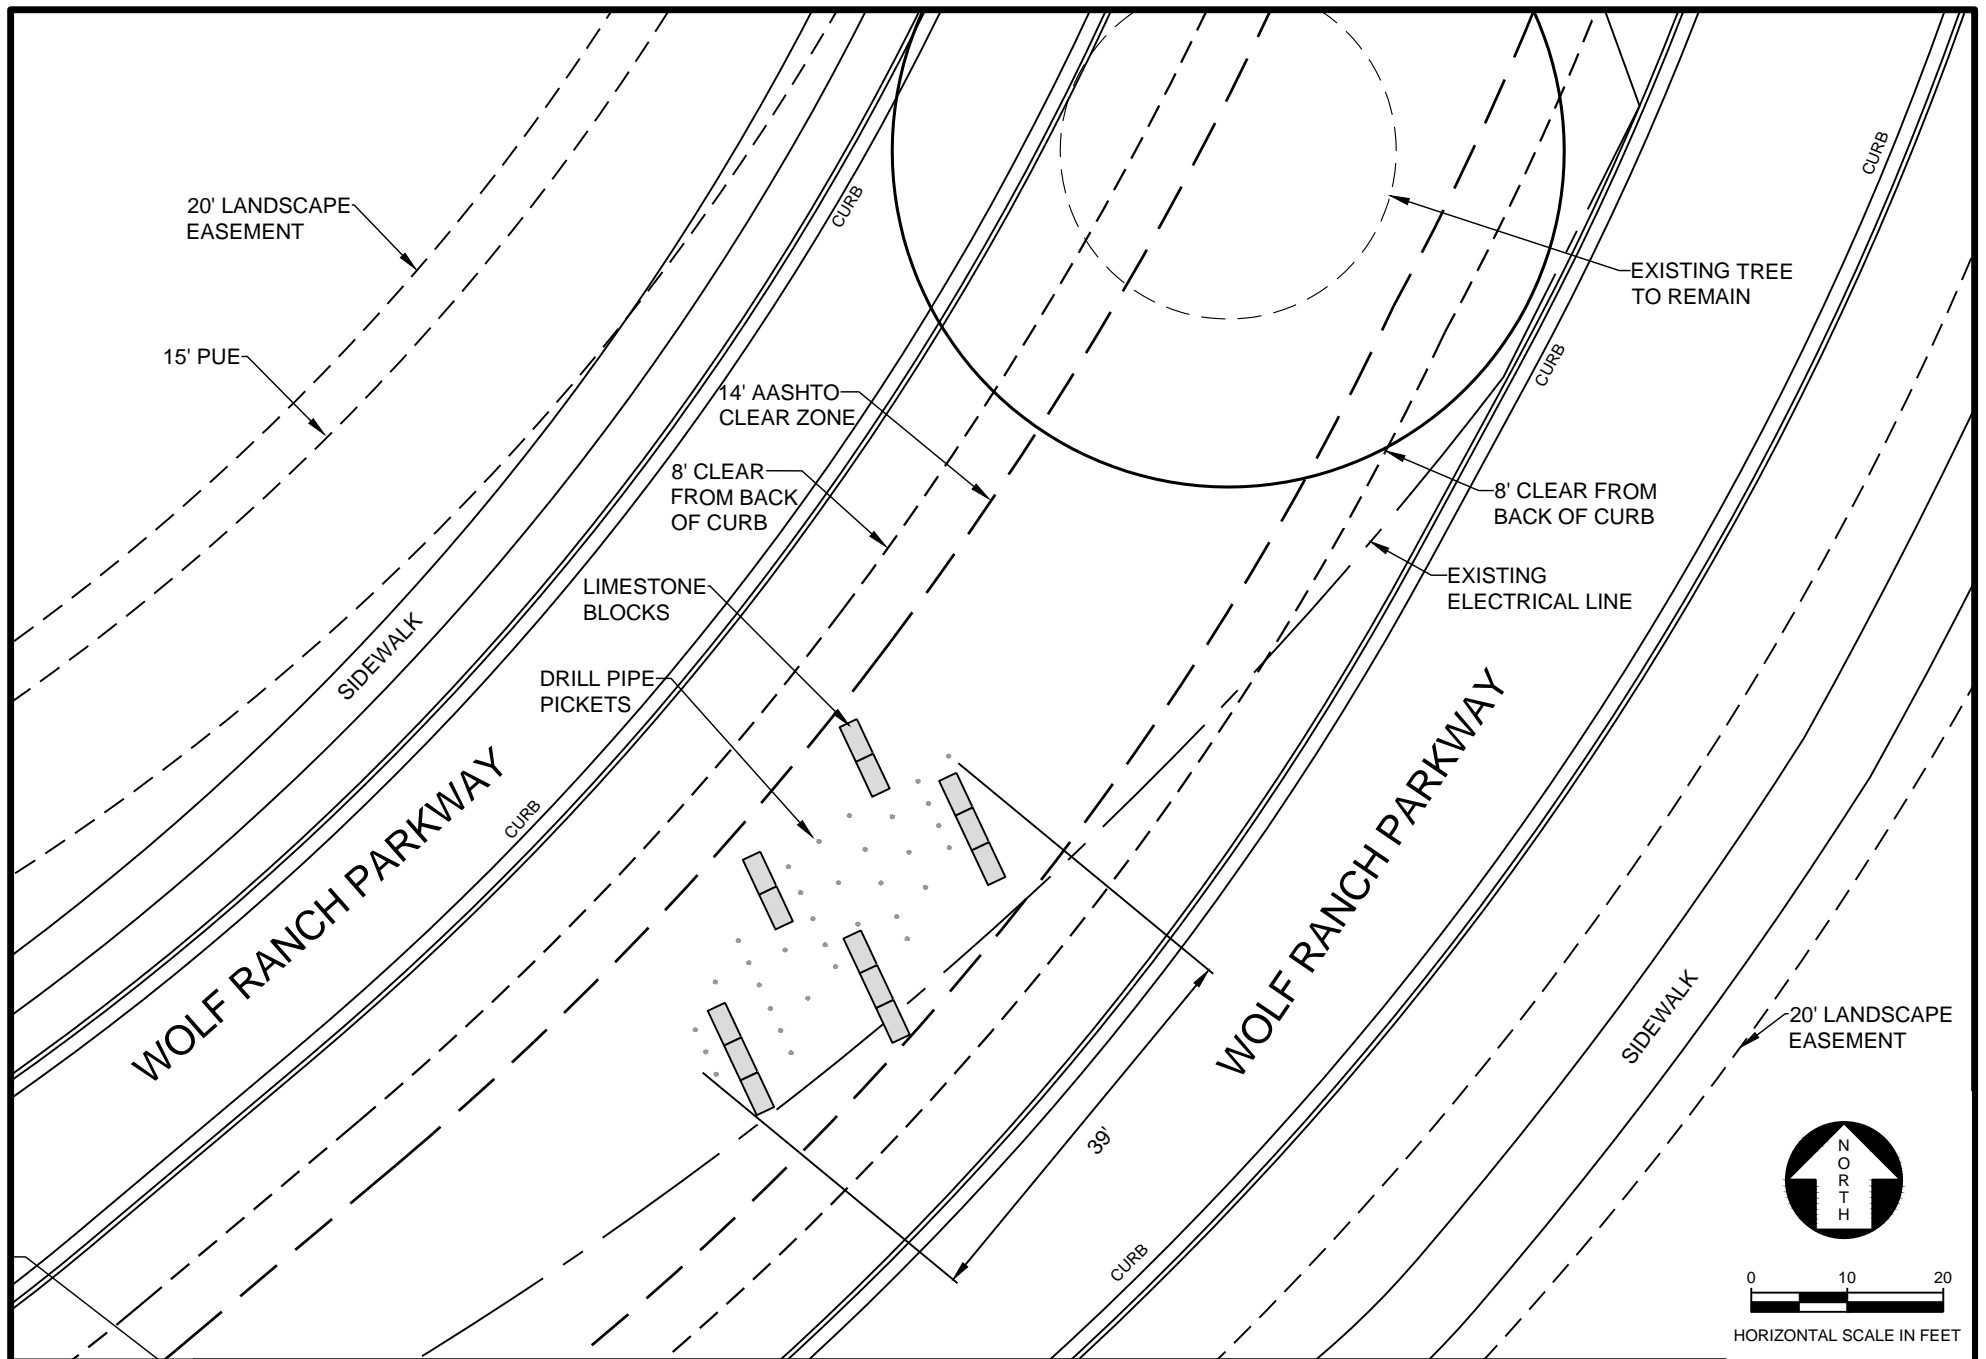 CURB
CURB
20' LANDSCAPE
EASEMENT
EXISTING TREE
TO REMAIN
15' PUE
CURB
14' AASHTO
CLEAR ZONE
8' CLEAR
FROM BACK
OF CURB
8' CLEAR FROM
BACK OF CURB
LIMESTONE
BLOCKS
EXISTING
ELECTRICAL LINE
SIDEWALK
DRILL PIPE
PICKETS
WOLF RANCH PARKWAY
CURB
WOLF RANCH PARKWAY
SIDEWALK
20' LANDSCAPE
EASEMENT
39'
CURB
NORTH
0 10 20
HORIZONTAL SCALE IN FEET